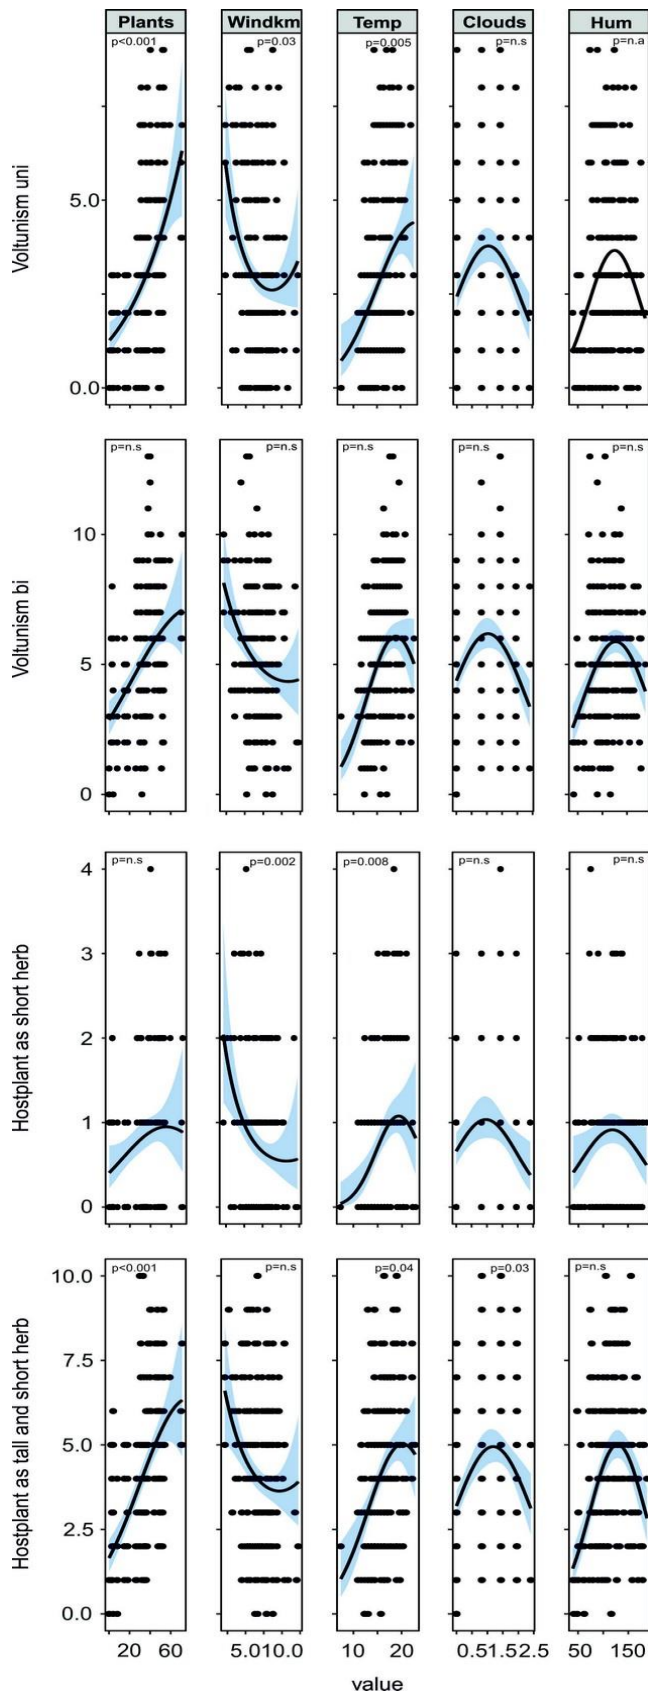 Plants Windkm Temp Clouds Hum
p<0.001 p=0.03 p=0.005 p=n.s p=n.a
Voltunism uni
5.0
0.0
p=n.s p=n.s p=n.s p=n.s p=n.s
Voltunism bi
10
5
0
p=n.s p=0.002 p=0.008 p=n.s p=n.s
Hostplant as short herb
4
3
2
1
0
p<0.001 p=n.s p=0.04 p=0.03 p=n.s
Hostplant as tall and short herb
10.0
7.5
5.0
2.5
0.0
20 60 5.010.0 10 20 0.51.52.5 50 150
value